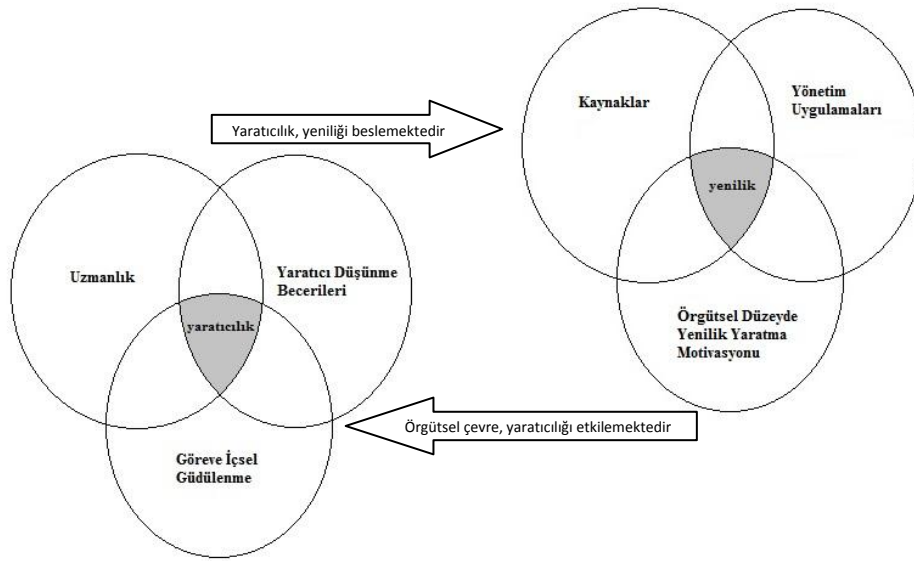 Kaynaklar
Yönetim
Uygulamaları
Yaratıcılık, yeniliği beslemektedir
yenilik
Uzmanlık
Yaratıcı Düşünme
Becerileri
yaratıcılık
Örgütsel Düzeyde
Yenilik Yaratma
Motivasyonu
Örgütsel çevre, yaratıcılığı etkilemektedir
Göreve İçsel
Güdülenme